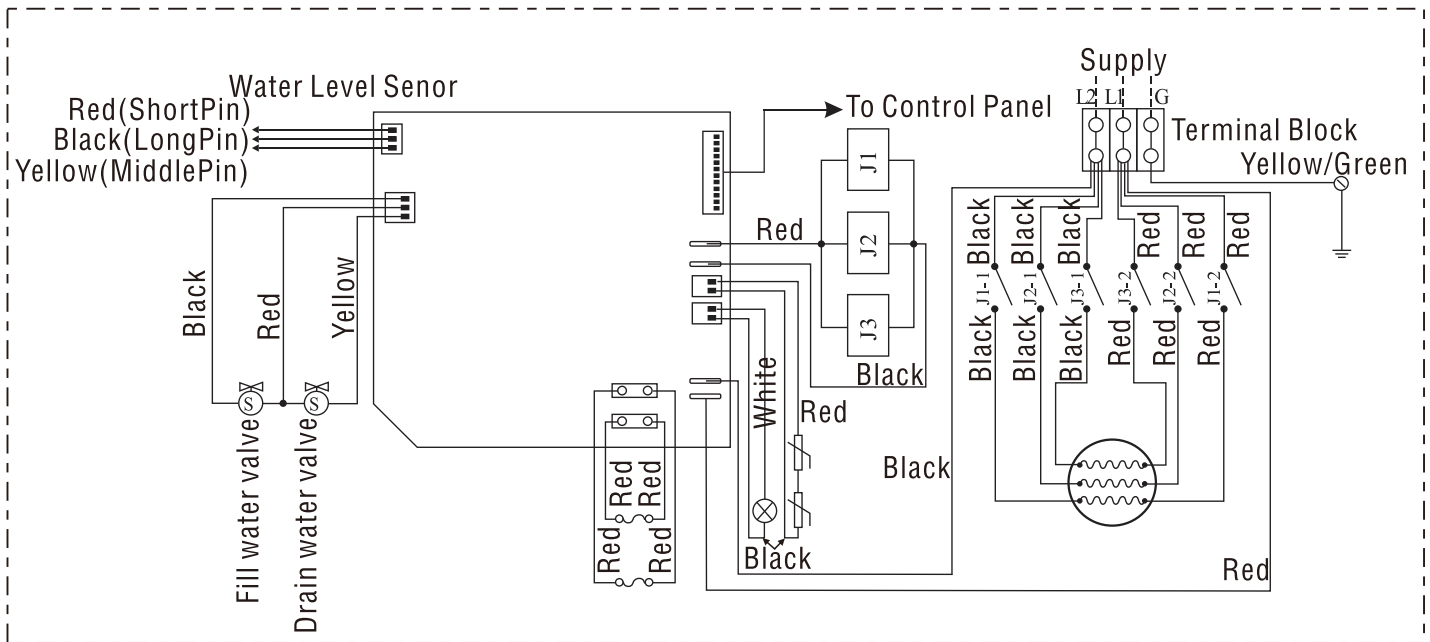 Supply
L2 L1 G
Water Level Senor
Red(ShortPin)
Black(LongPin)
Yellow(MiddlePin)
To Control Panel
Terminal Block
Yellow/Green
J1
J2
J3
Red
Black
Black
Black
Black
Red
Red
Red
J1-1
J2-1
J3-1
J3-2
J2-2
J1-2
Black
Black
Black
Red
Red
Red
Black
Red
Yellow
S
S
Fill water valve
Drain water valve
White
Red
Black
Red
Red
Red
Red
Black
Red